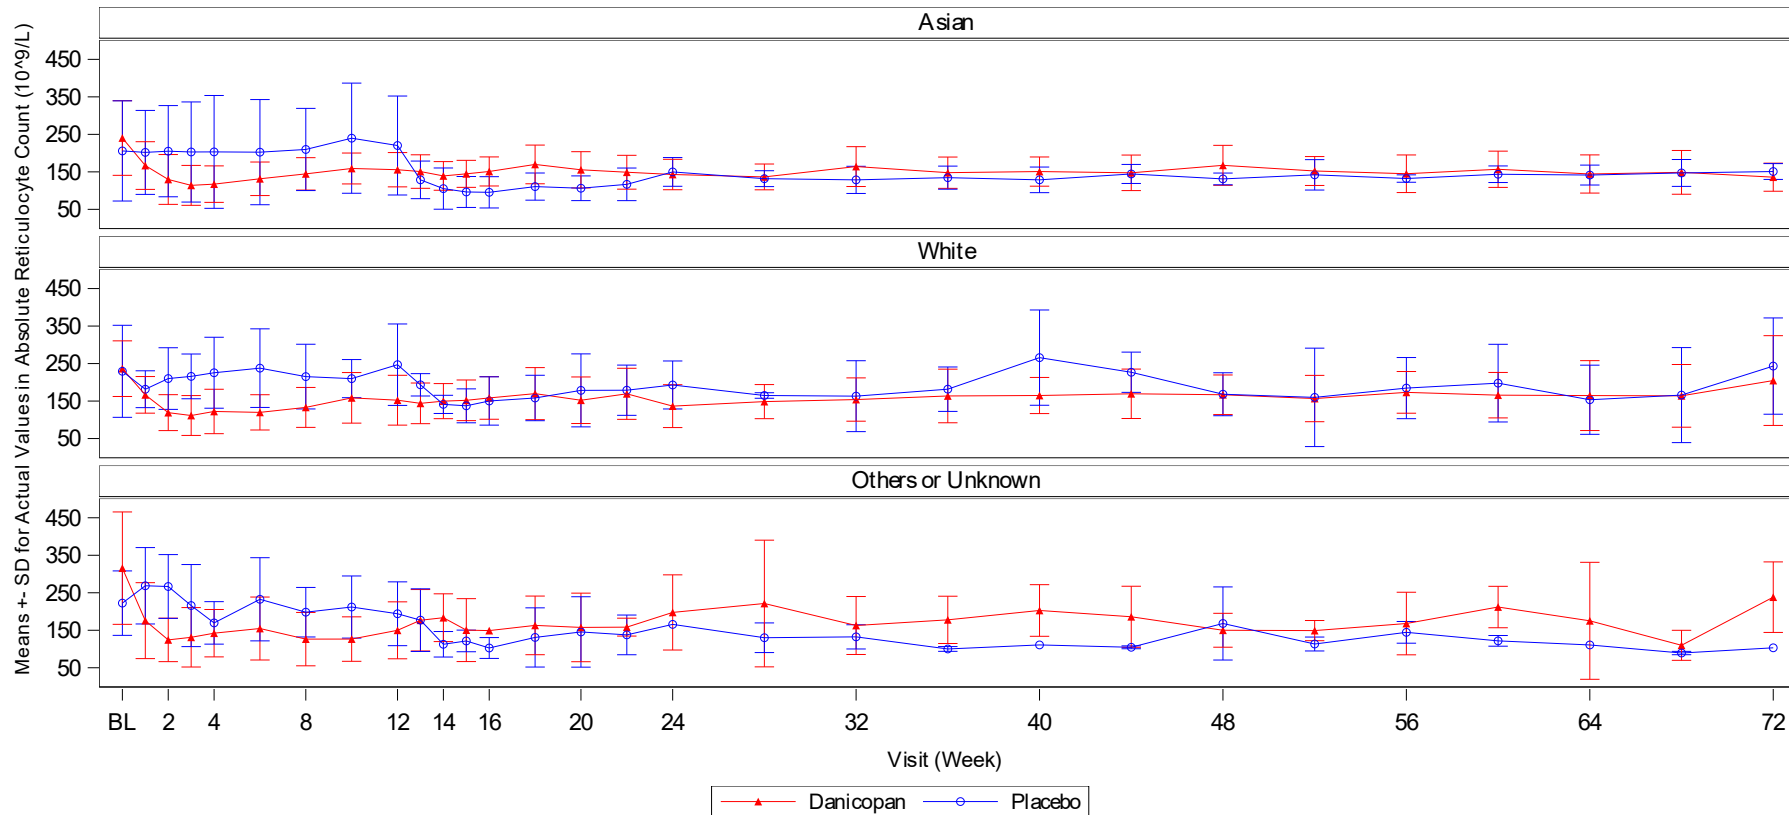 Means +- SD for Actual Values in Absolute Reticulocyte Count (10^9/L)
Asian
450
350
250
150
50
White
450
350
250
150
50
Others or Unknown
450
350
250
150
50
BL 2 4 8 12 14 16 20 24 32 40 48 56 64 72
Visit (Week)
Danicopan Placebo